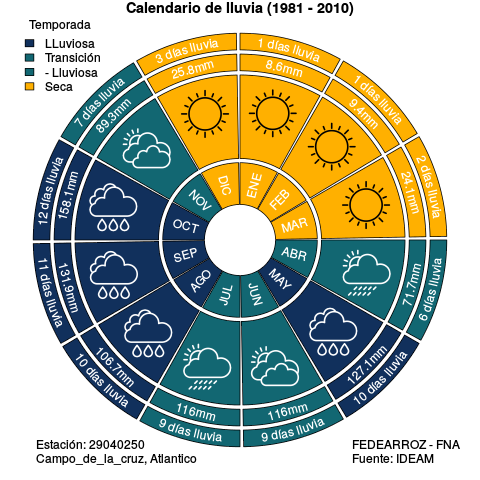 Calendario de lluvia (1981 - 2010)
Temporada
LLuviosa
Transición
- Lluviosa
Seca
1 días lluvia
8.6mm
ENE
1 días lluvia
9.4mm
FEB
2 días lluvia
24.1mm
MAR
6 días lluvia
71.7mm
ABR
10 días lluvia
127.1mm
MAY
9 días lluvia
116mm
JUN
9 días lluvia
116mm
JUL
10 días lluvia
106.7mm
AGO
11 días lluvia
131.9mm
SEP
12 días lluvia
158.1mm
OCT
7 días lluvia
89.3mm
NOV
3 días lluvia
25.8mm
DIC
Estación: 29040250
Campo_de_la_cruz, Atlantico
FEDEARROZ - FNA
Fuente: IDEAM